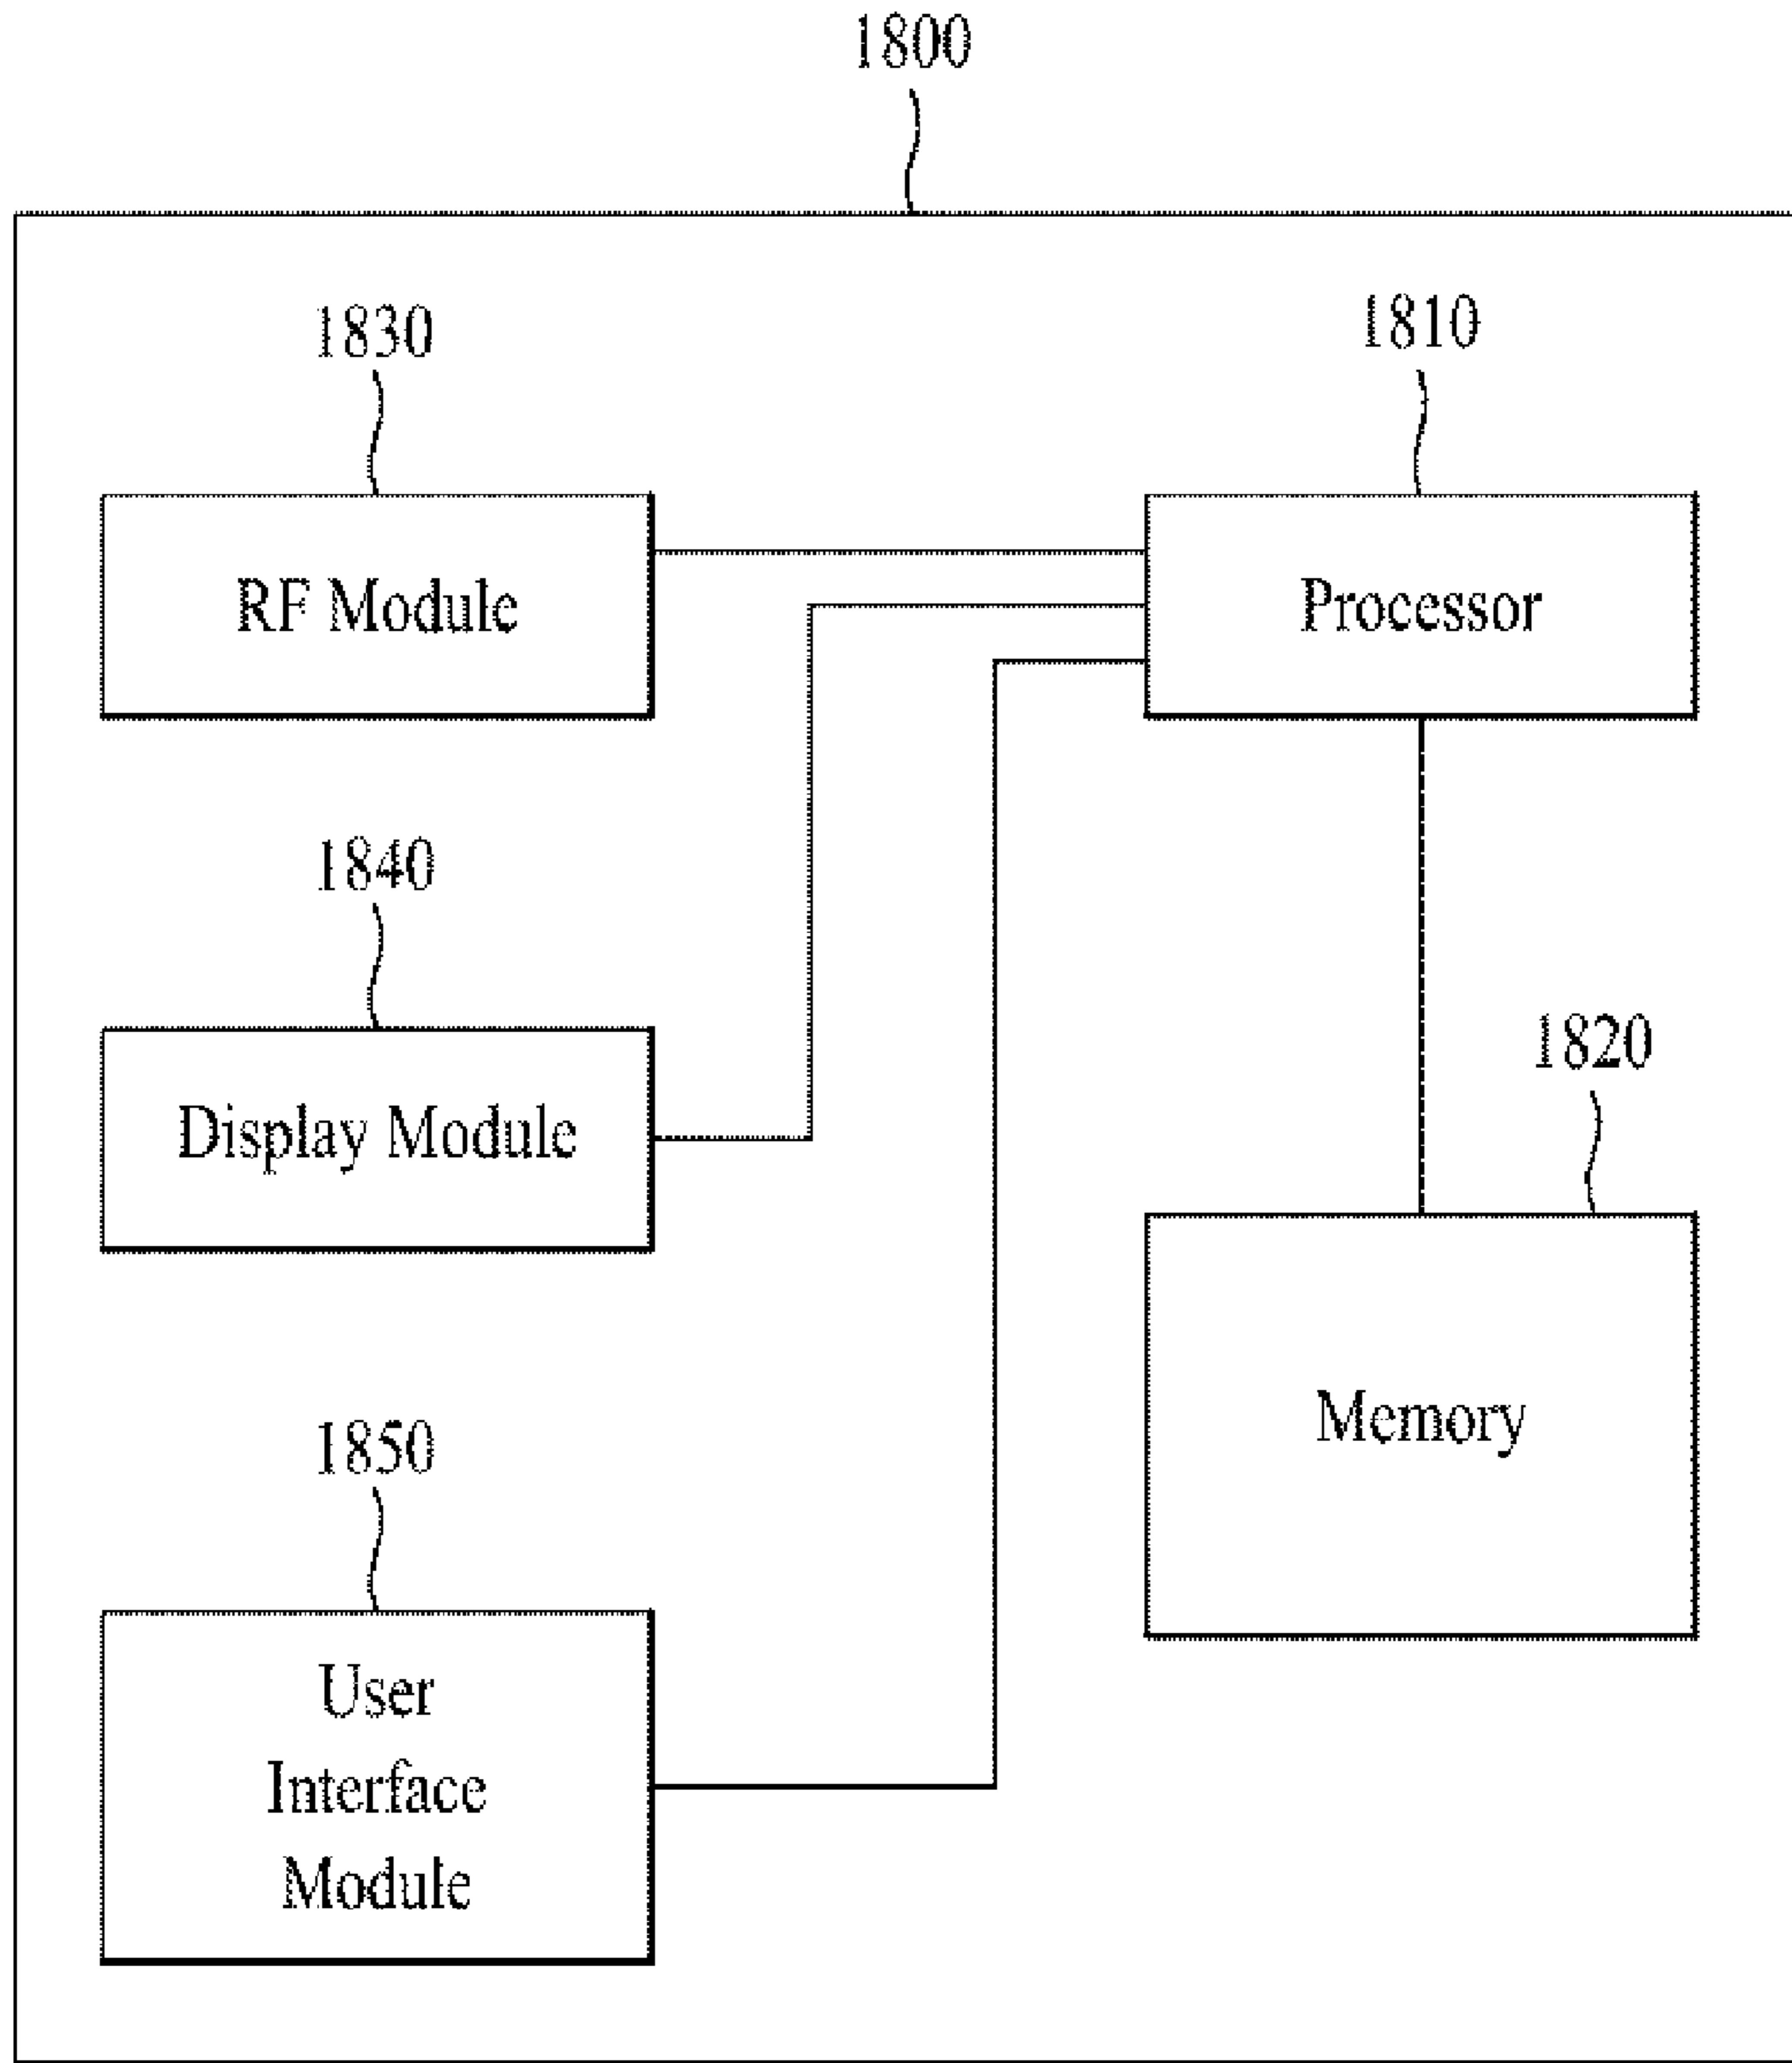 1800
1830
1810
RF Module
Processor
1840
1820
Display Module
Memory
1850
User
Interface
Module